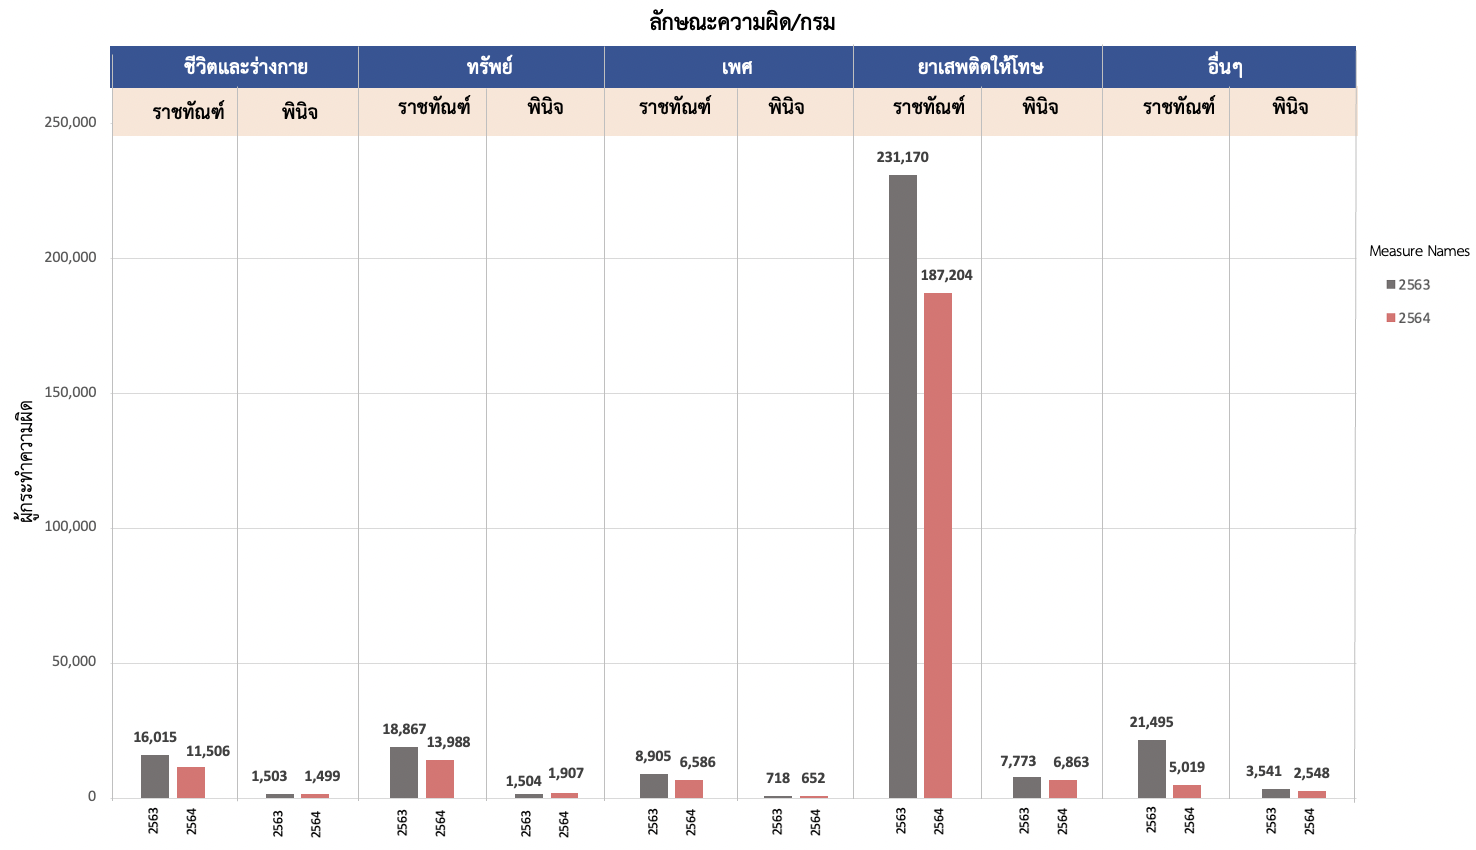 ลักษณะความผิด/กรม
ชีวิตและร่างกาย ทรัพย์ เพศ ยาเสพติดให้โทษ อื่นๆ
ราชทัณฑ์ พินิจ ราชทัณฑ์ พินิจ ราชทัณฑ์ พินิจ ราชทัณฑ์ พินิจ ราชทัณฑ์ พินิจ
250,000
231,170
Measure Names
200,000
187,204
2563
2564
150,000
ผู้กระทำความผิด
100,000
50,000
16,015 11,506 1,503 1,499 18,867 13,988 1,504 1,907 8,905 6,586 718 652 7,773 6,863 21,495 5,019 3,541 2,548
0
2563 2564 2563 2564 2563 2564 2563 2564 2563 2564 2563 2564 2563 2564 2563 2564 2563 2564 2563 2564